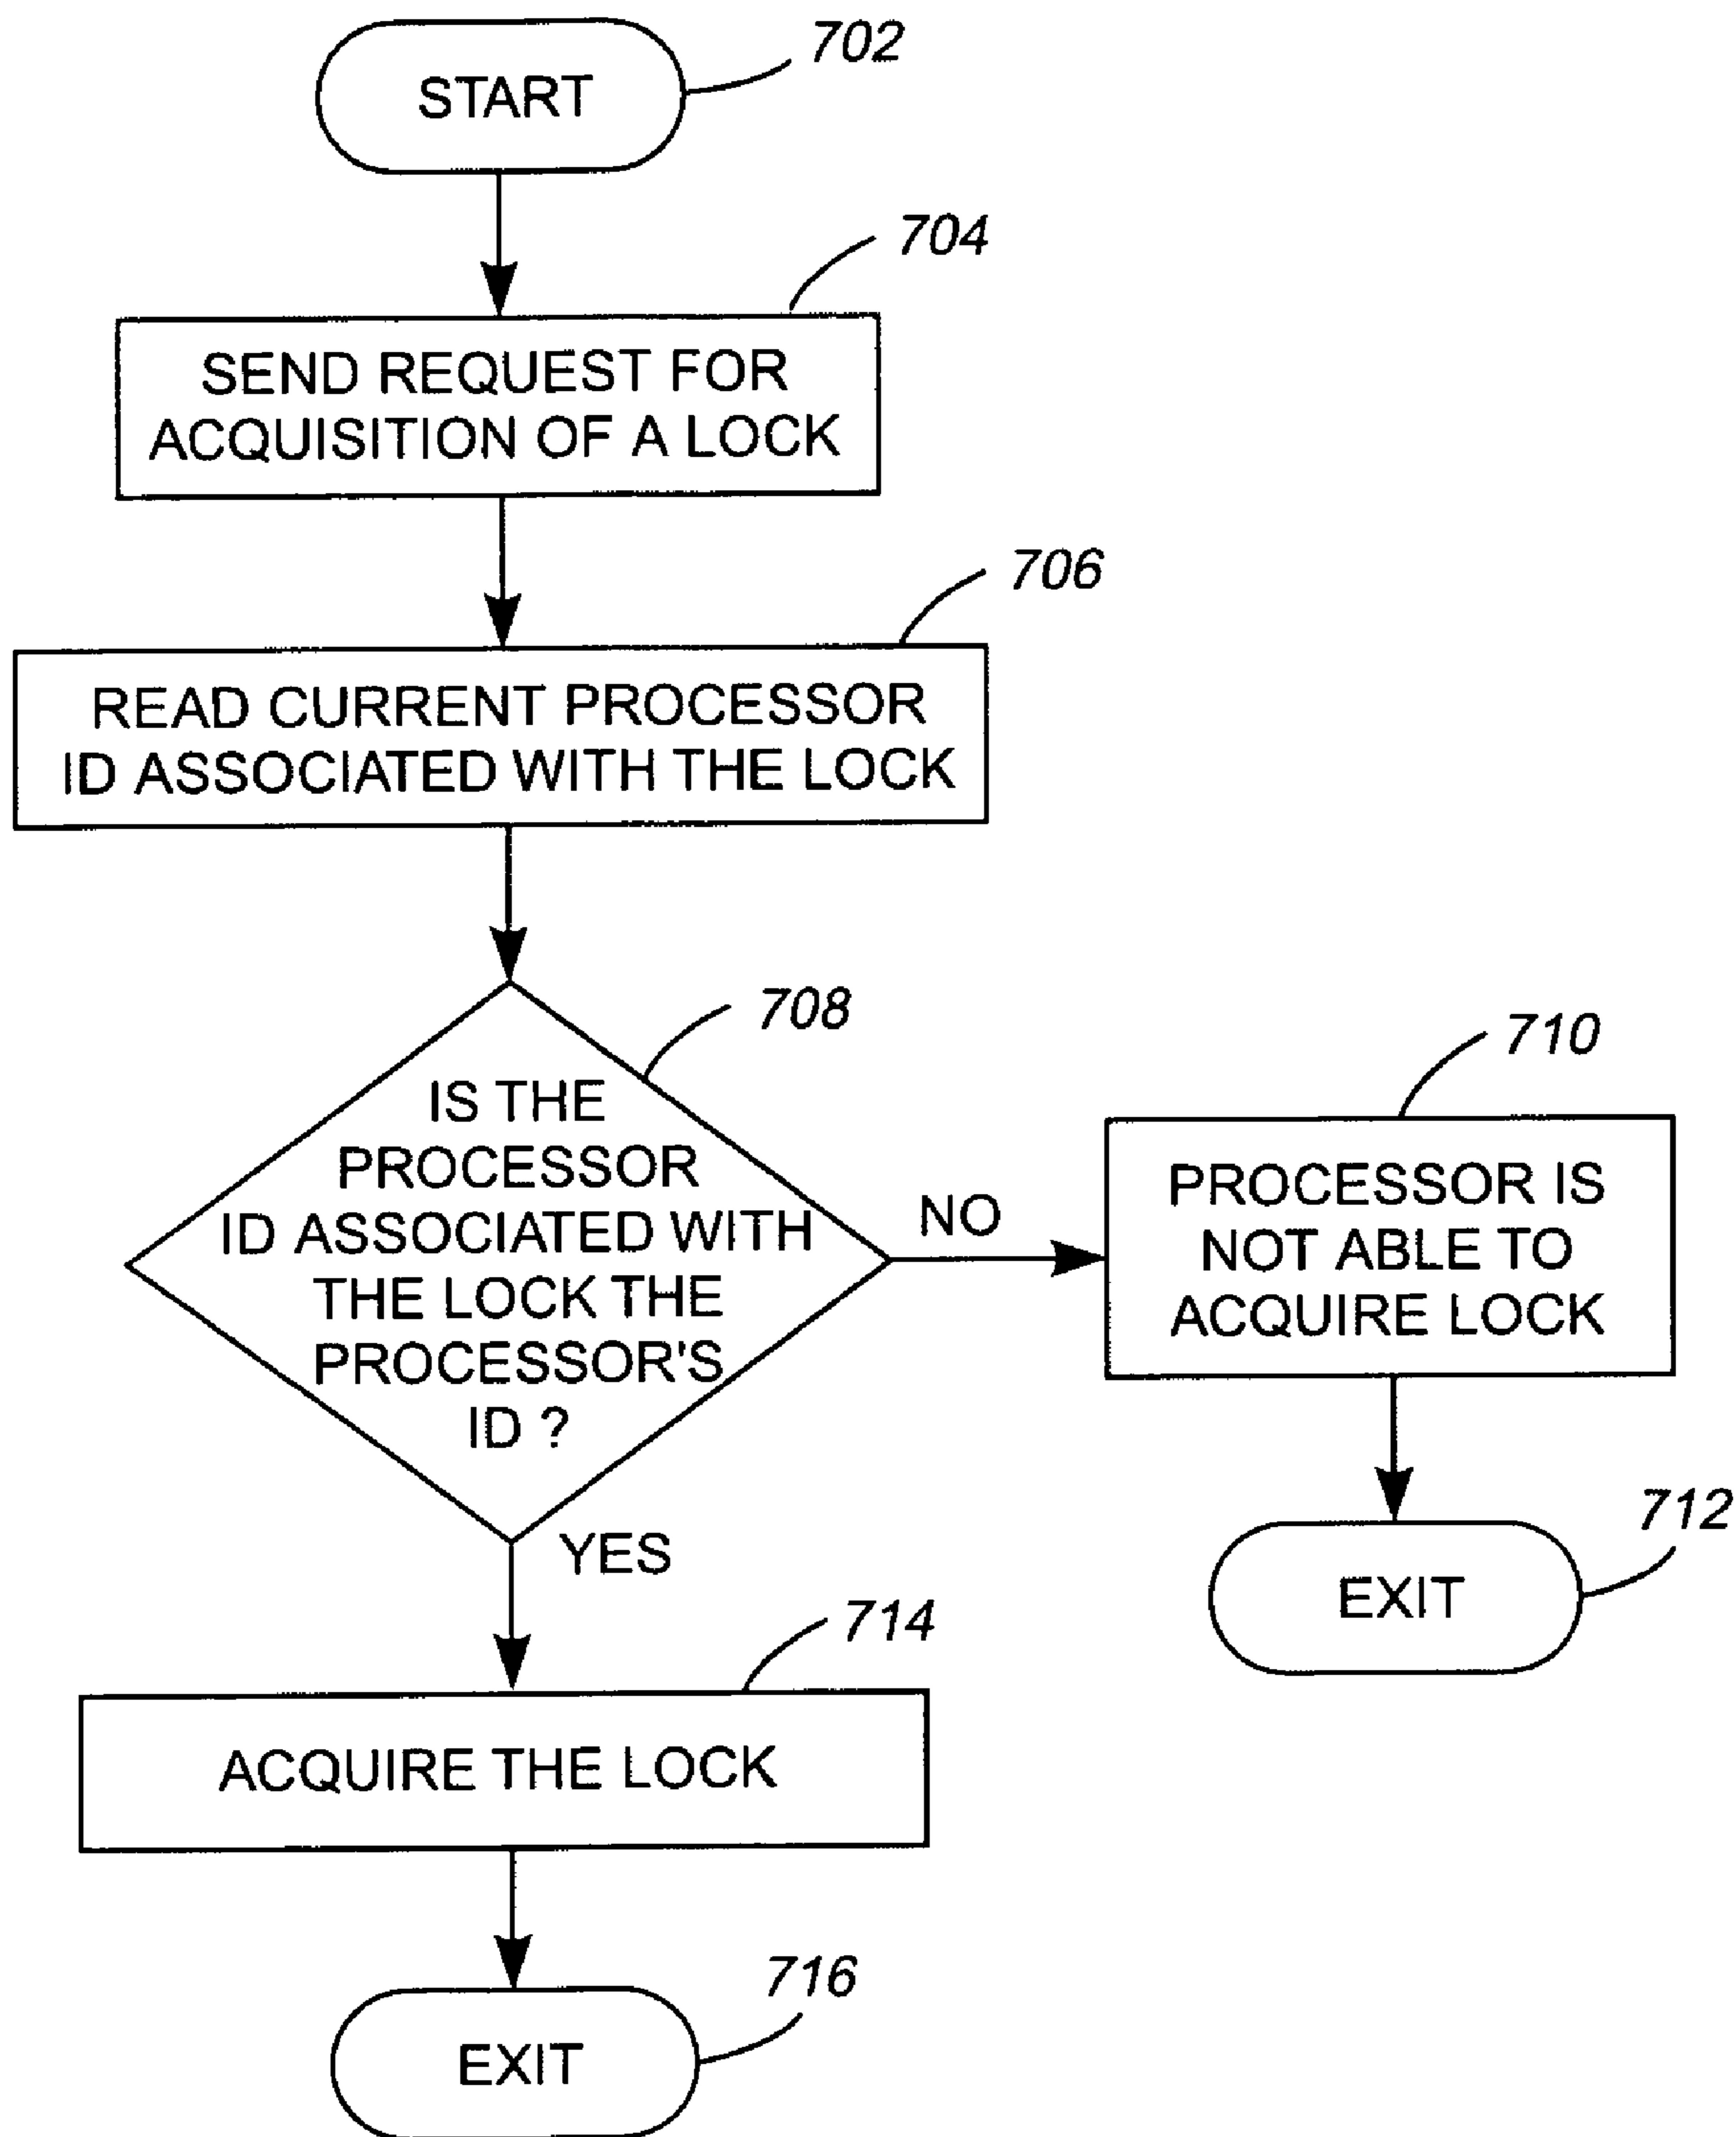 702
START
704
SEND REQUEST FOR
ACQUISITION OF A LOCK
706
READ CURRENT PROCESSOR
ID ASSOCIATED WITH THE LOCK
708
IS THE
PROCESSOR
ID ASSOCIATED WITH
THE LOCK THE
PROCESSOR'S
ID ?
NO
710
PROCESSOR IS
NOT ABLE TO
ACQUIRE LOCK
712
EXIT
YES
714
ACQUIRE THE LOCK
716
EXIT